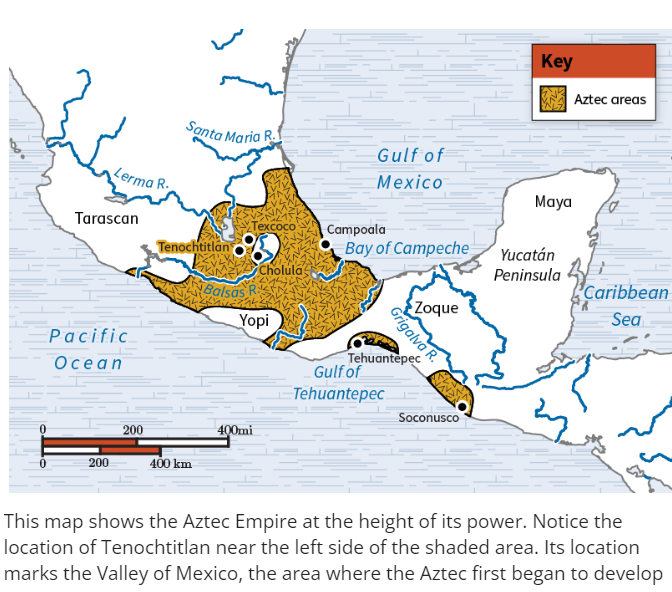 Key
Aztec areas
Santa Maria R.
Gulf of
Mexico
Lerma R.
Maya
Tarascan
Texcoco
Campoala
Tenochtitlan
Bay of Campeche
Yucatán
Peninsula
Cholula
Balsas R.
Caribbean
Sea
Yopi
Zoque
Grigalva R.
Pacific
Ocean
Tehuantepec
Gulf of
Tehuantepec
Soconusco
0 200 400mi
0 200 400 km
This map shows the Aztec Empire at the height of its power. Notice the
location of Tenochtitlan near the left side of the shaded area. Its location
marks the Valley of Mexico, the area where the Aztec first began to develop